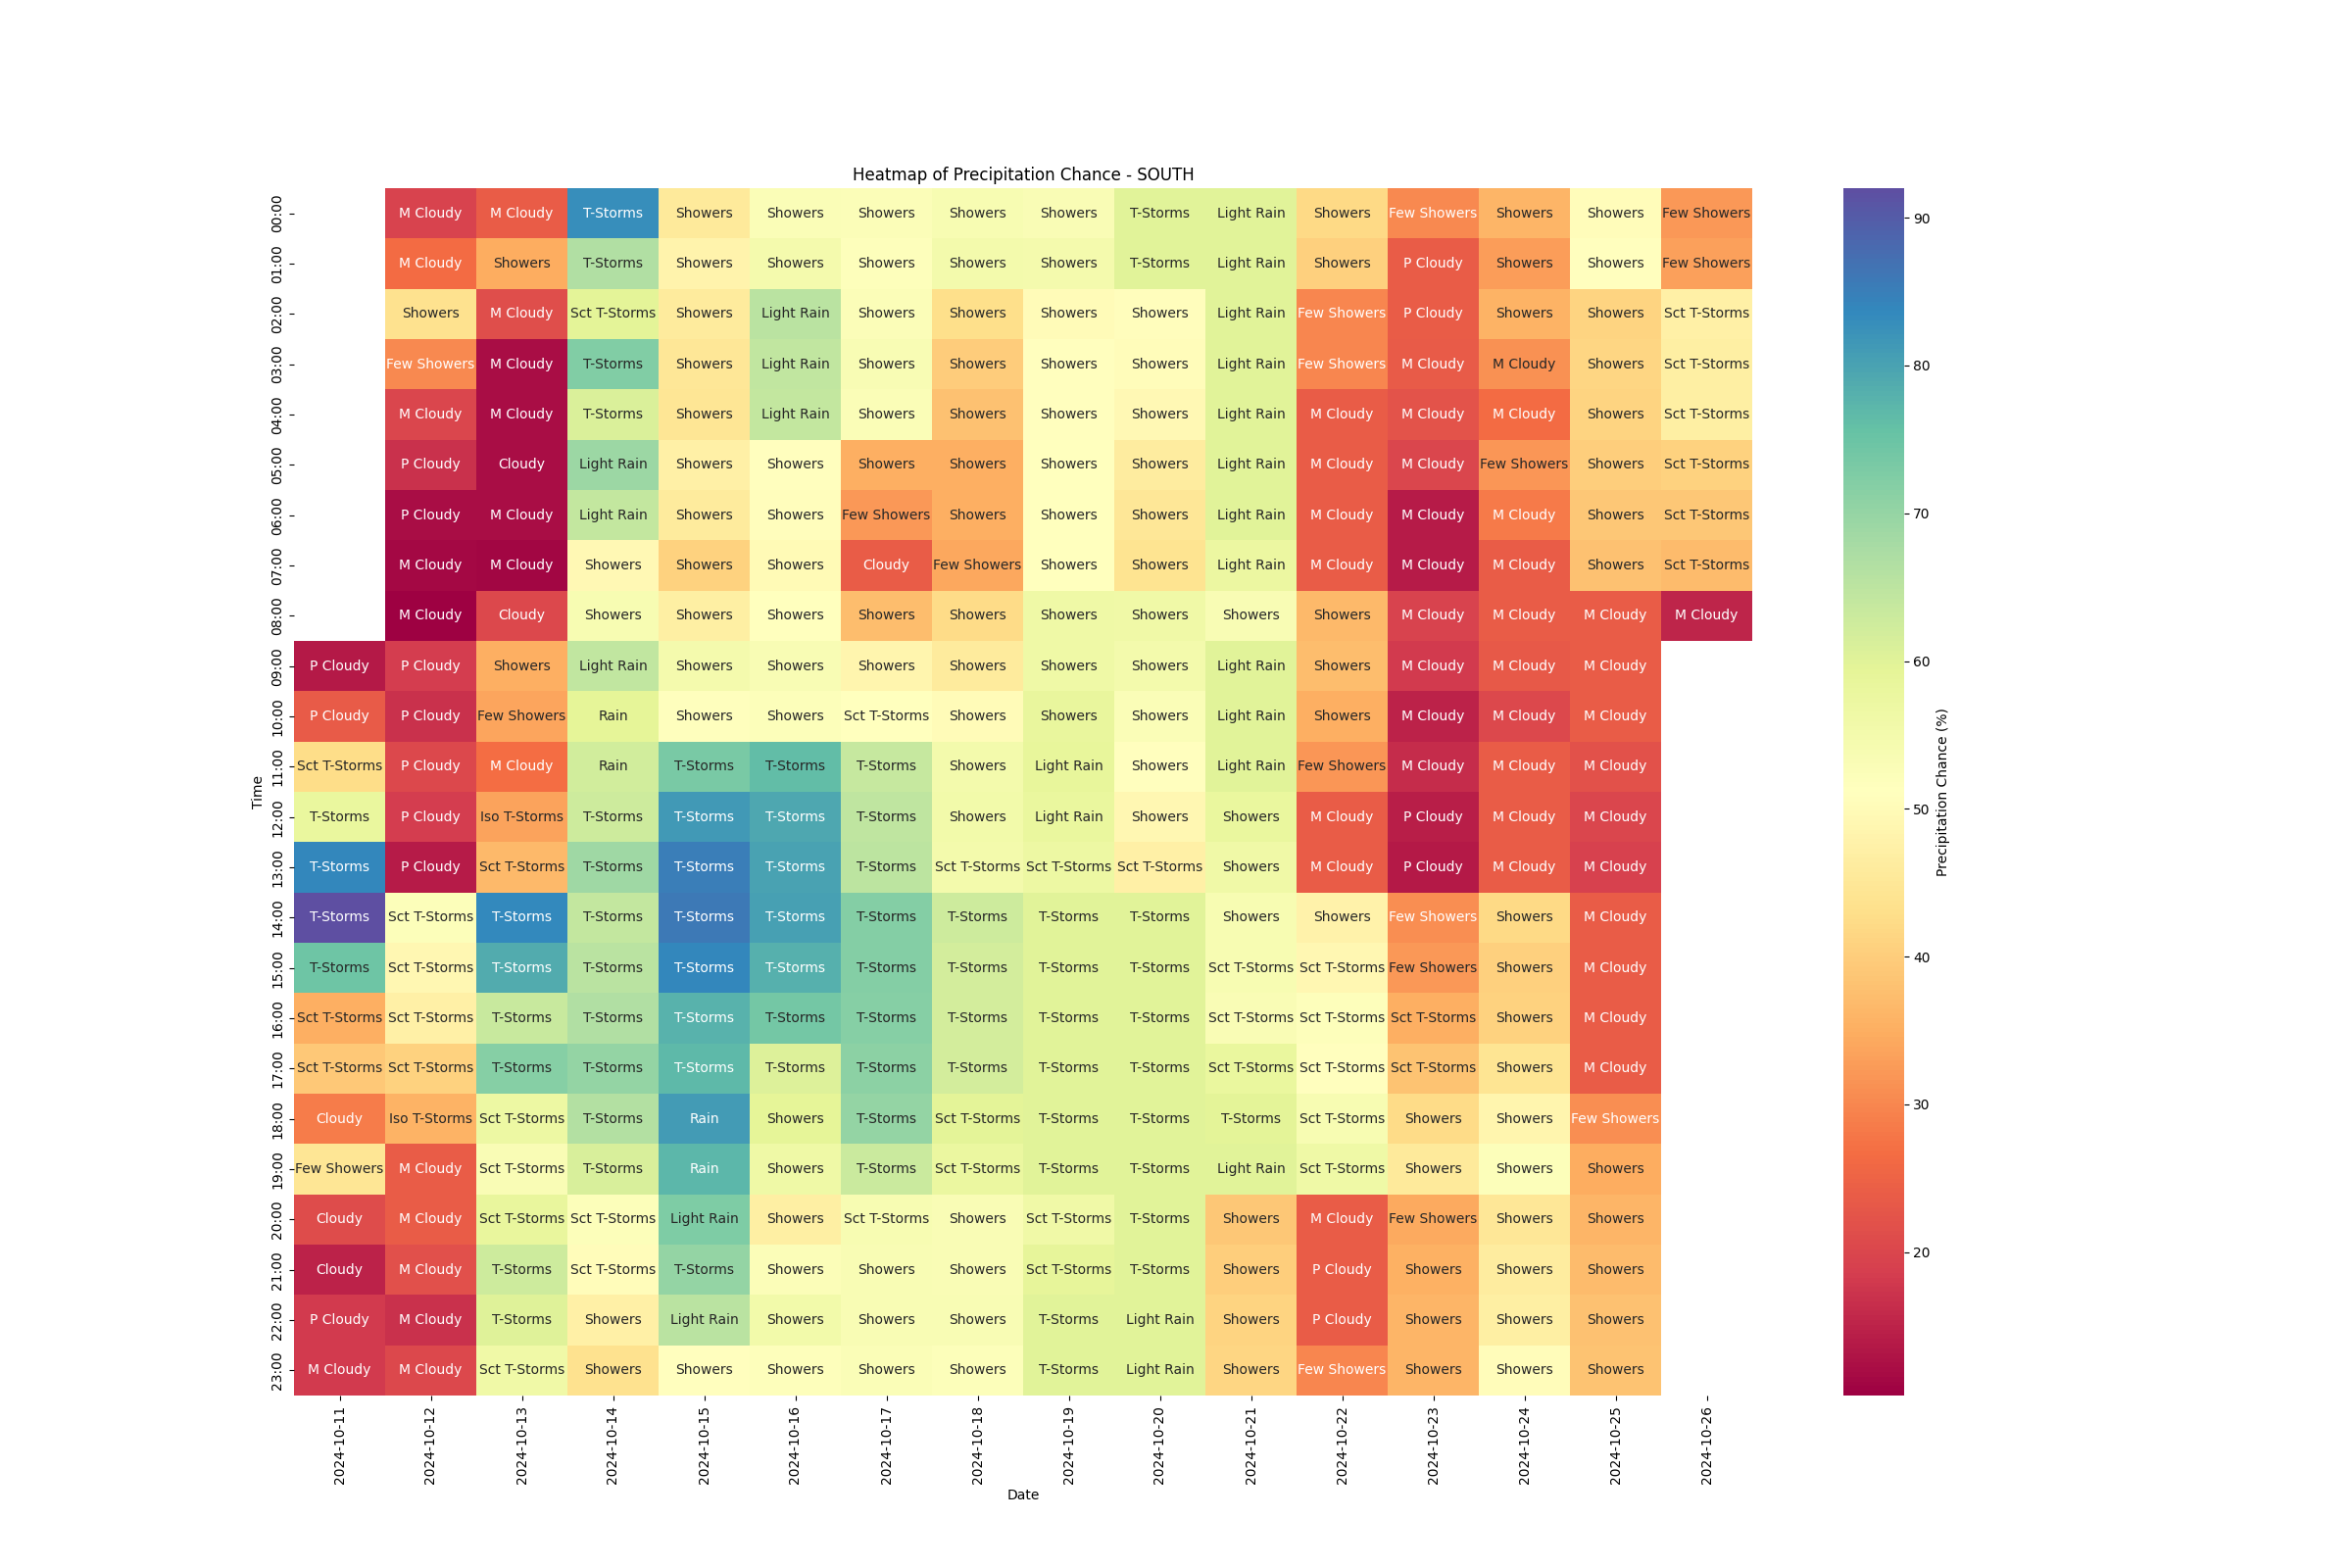 Heatmap of Precipitation Chance - SOUTH
00:00 M Cloudy M Cloudy T-Storms Showers Showers Showers Showers Showers T-Storms Light Rain Showers Few Showers Showers Showers Few Showers
01:00 M Cloudy Showers T-Storms Showers Showers Showers Showers Showers T-Storms Light Rain Showers P Cloudy Showers Showers Few Showers
02:00 Showers M Cloudy Sct T-Storms Showers Light Rain Showers Showers Showers Showers Light Rain Few Showers P Cloudy Showers Showers Sct T-Storms
03:00 Few Showers M Cloudy T-Storms Showers Light Rain Showers Showers Showers Showers Light Rain Few Showers M Cloudy M Cloudy Showers Sct T-Storms
04:00 M Cloudy M Cloudy T-Storms Showers Light Rain Showers Showers Showers Showers Light Rain M Cloudy M Cloudy M Cloudy Showers Sct T-Storms
05:00 P Cloudy Cloudy Light Rain Showers Showers Showers Showers Showers Showers Light Rain M Cloudy M Cloudy Few Showers Showers Sct T-Storms
06:00 P Cloudy M Cloudy Light Rain Showers Showers Few Showers Showers Showers Showers Light Rain M Cloudy M Cloudy M Cloudy Showers Sct T-Storms
07:00 M Cloudy M Cloudy Showers Showers Showers Cloudy Few Showers Showers Showers Light Rain M Cloudy M Cloudy M Cloudy Showers Sct T-Storms
08:00 M Cloudy Cloudy Showers Showers Showers Showers Showers Showers Showers Showers Showers M Cloudy M Cloudy M Cloudy M Cloudy
09:00 P Cloudy P Cloudy Showers Light Rain Showers Showers Showers Showers Showers Showers Light Rain Showers M Cloudy M Cloudy M Cloudy
10:00 P Cloudy P Cloudy Few Showers Rain Showers Showers Sct T-Storms Showers Showers Showers Light Rain Showers M Cloudy M Cloudy M Cloudy
11:00 Sct T-Storms P Cloudy M Cloudy Rain T-Storms T-Storms T-Storms Showers Light Rain Showers Light Rain Few Showers M Cloudy M Cloudy M Cloudy
12:00 T-Storms P Cloudy Iso T-Storms T-Storms T-Storms T-Storms T-Storms Showers Light Rain Showers Showers M Cloudy P Cloudy M Cloudy M Cloudy
13:00 T-Storms P Cloudy Sct T-Storms T-Storms T-Storms T-Storms T-Storms Sct T-Storms Sct T-Storms Sct T-Storms Showers M Cloudy P Cloudy M Cloudy M Cloudy
14:00 T-Storms Sct T-Storms T-Storms T-Storms T-Storms T-Storms T-Storms T-Storms T-Storms T-Storms Showers Showers Few Showers Showers M Cloudy
15:00 T-Storms Sct T-Storms T-Storms T-Storms T-Storms T-Storms T-Storms T-Storms T-Storms T-Storms Sct T-Storms Sct T-Storms Few Showers Showers M Cloudy
16:00 Sct T-Storms Sct T-Storms T-Storms T-Storms T-Storms T-Storms T-Storms T-Storms T-Storms T-Storms Sct T-Storms Sct T-Storms Sct T-Storms Showers M Cloudy
17:00 Sct T-Storms Sct T-Storms T-Storms T-Storms T-Storms T-Storms T-Storms T-Storms T-Storms T-Storms Sct T-Storms Sct T-Storms Sct T-Storms Showers M Cloudy
18:00 Cloudy Iso T-Storms Sct T-Storms T-Storms Rain Showers T-Storms Sct T-Storms T-Storms T-Storms T-Storms Sct T-Storms Showers Showers Few Showers
19:00 Few Showers M Cloudy Sct T-Storms T-Storms Rain Showers T-Storms Sct T-Storms T-Storms T-Storms Light Rain Sct T-Storms Showers Showers Showers
20:00 Cloudy M Cloudy Sct T-Storms Sct T-Storms Light Rain Showers Sct T-Storms Showers Sct T-Storms T-Storms Showers M Cloudy Few Showers Showers Showers
21:00 Cloudy M Cloudy T-Storms Sct T-Storms T-Storms Showers Showers Showers Sct T-Storms T-Storms Showers P Cloudy Showers Showers Showers
22:00 P Cloudy M Cloudy T-Storms Showers Light Rain Showers Showers Showers T-Storms Light Rain Showers P Cloudy Showers Showers Showers
23:00 M Cloudy M Cloudy Sct T-Storms Showers Showers Showers Showers Showers T-Storms Light Rain Showers Few Showers Showers Showers Showers
Time
2024-10-11 2024-10-12 2024-10-13 2024-10-14 2024-10-15 2024-10-16 2024-10-17 2024-10-18 2024-10-19 2024-10-20 2024-10-21 2024-10-22 2024-10-23 2024-10-24 2024-10-25 2024-10-26
Date
90
80
70
60
50
40
30
20
Precipitation Chance (%)